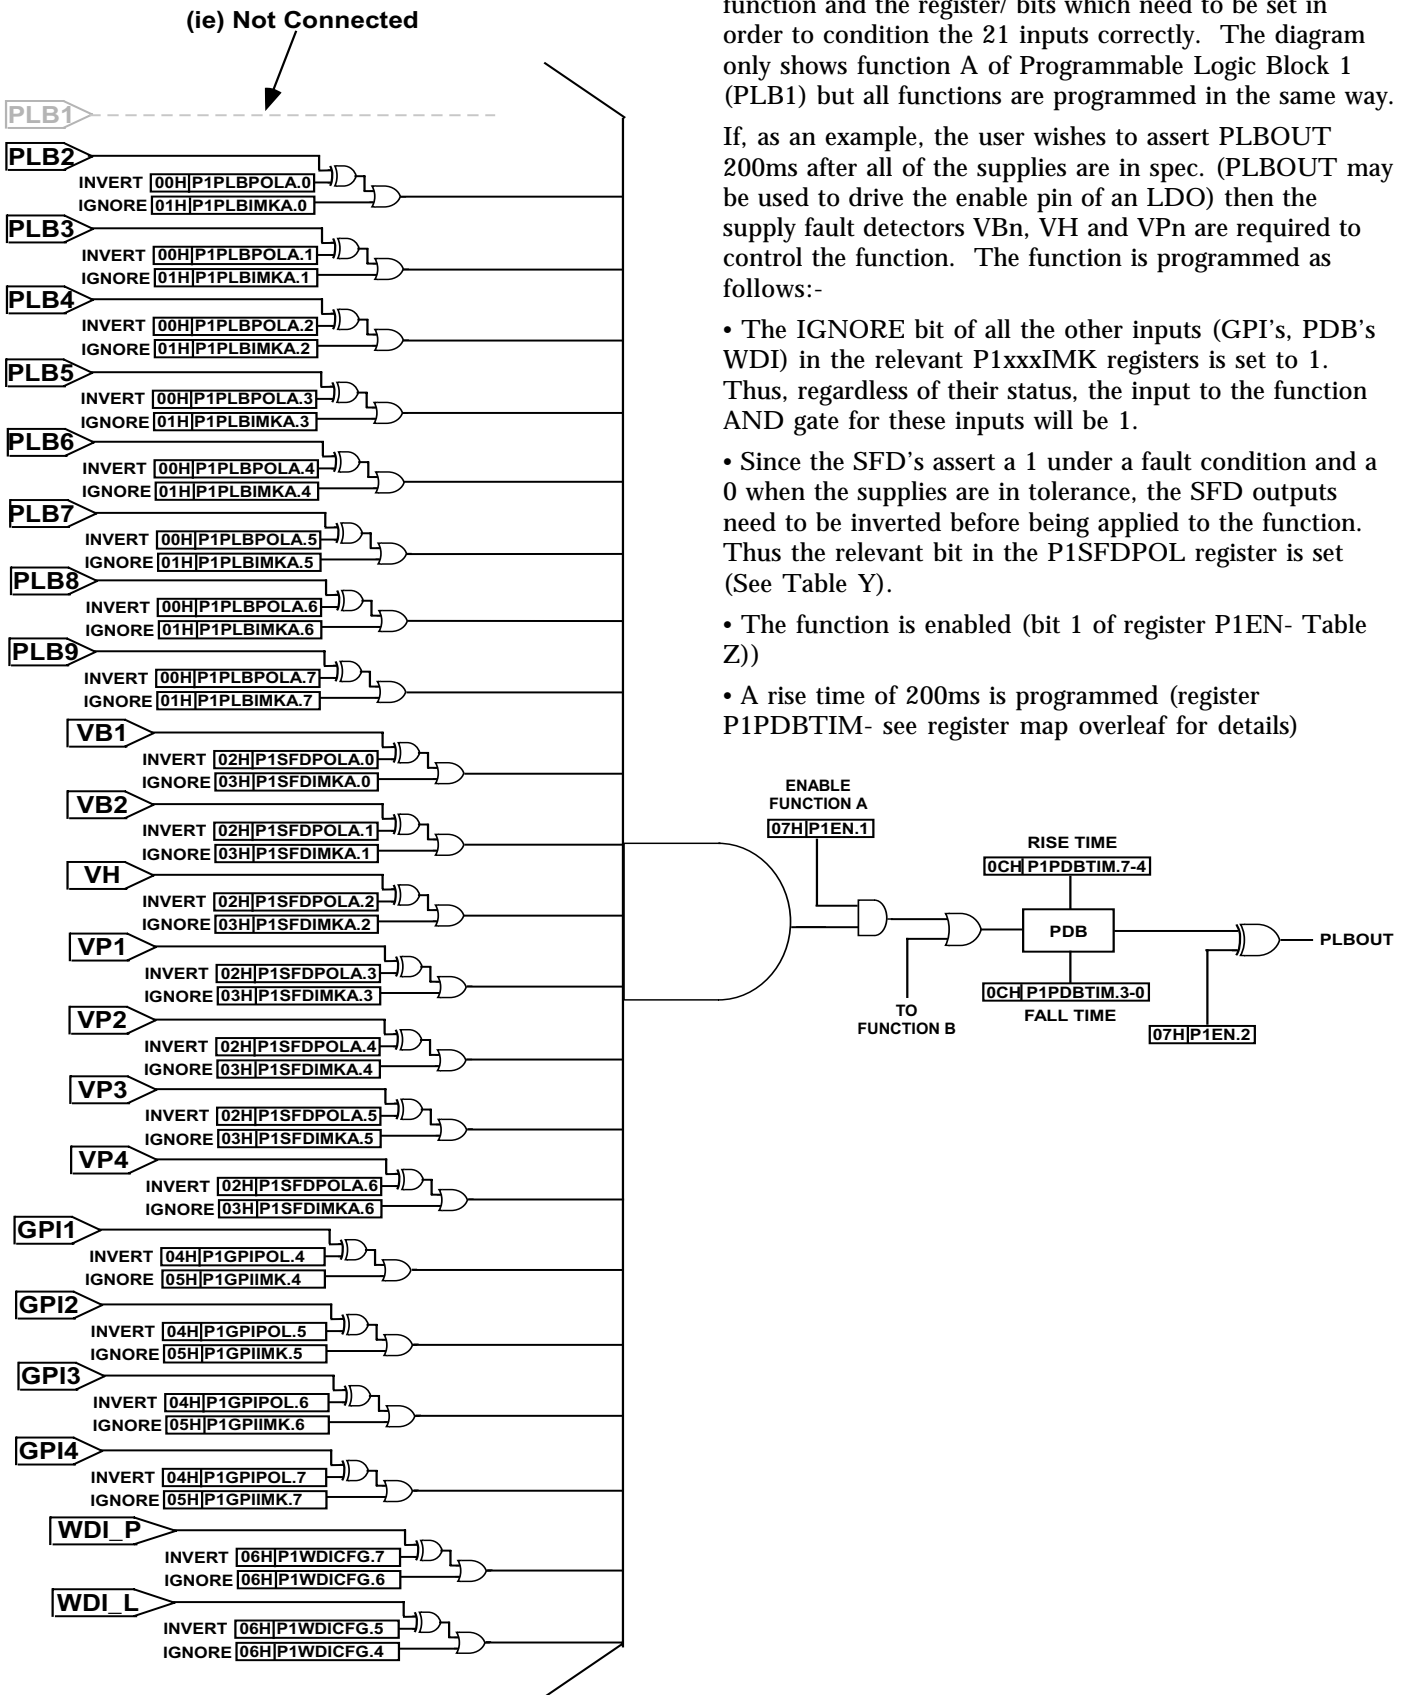 (ie) Not Connected
PLB1
PLB2
INVERT 00H P1PLBPOLA.0
IGNORE 01H P1PLBIMKA.0
PLB3
INVERT 00H P1PLBPOLA.1
IGNORE 01H P1PLBIMKA.1
PLB4
INVERT 00H P1PLBPOLA.2
IGNORE 01H P1PLBIMKA.2
PLB5
INVERT 00H P1PLBPOLA.3
IGNORE 01H P1PLBIMKA.3
PLB6
INVERT 00H P1PLBPOLA.4
IGNORE 01H P1PLBIMKA.4
PLB7
INVERT 00H P1PLBPOLA.5
IGNORE 01H P1PLBIMKA.5
PLB8
INVERT 00H P1PLBPOLA.6
IGNORE 01H P1PLBIMKA.6
PLB9
INVERT 00H P1PLBPOLA.7
IGNORE 01H P1PLBIMKA.7
VB1
INVERT 02H P1SFDPOLA.0
IGNORE 03H P1SFDIMKA.0
VB2
INVERT 02H P1SFDPOLA.1
IGNORE 03H P1SFDIMKA.1
VH
INVERT 02H P1SFDPOLA.2
IGNORE 03H P1SFDIMKA.2
VP1
INVERT 02H P1SFDPOLA.3
IGNORE 03H P1SFDIMKA.3
VP2
INVERT 02H P1SFDPOLA.4
IGNORE 03H P1SFDIMKA.4
VP3
INVERT 02H P1SFDPOLA.5
IGNORE 03H P1SFDIMKA.5
VP4
INVERT 02H P1SFDPOLA.6
IGNORE 03H P1SFDIMKA.6
GPI1
INVERT 04H P1GPIPOL.4
IGNORE 05H P1GPIIMK.4
GPI2
INVERT 04H P1GPIPOL.5
IGNORE 05H P1GPIIMK.5
GPI3
INVERT 04H P1GPIPOL.6
IGNORE 05H P1GPIIMK.6
GPI4
INVERT 04H P1GPIPOL.7
IGNORE 05H P1GPIIMK.7
WDI_P
INVERT 06H P1WDICFG.7
IGNORE 06H P1WDICFG.6
WDI_L
INVERT 06H P1WDICFG.5
IGNORE 06H P1WDICFG.4
function and the register/ bits which need to be set in
order to condition the 21 inputs correctly. The diagram
only shows function A of Programmable Logic Block 1
(PLB1) but all functions are programmed in the same way.
If, as an example, the user wishes to assert PLBOUT
200ms after all of the supplies are in spec. (PLBOUT may
be used to drive the enable pin of an LDO) then the
supply fault detectors VBn, VH and VPn are required to
control the function. The function is programmed as
follows:-
• The IGNORE bit of all the other inputs (GPI's, PDB's
WDI) in the relevant P1xxxIMK registers is set to 1.
Thus, regardless of their status, the input to the function
AND gate for these inputs will be 1.
• Since the SFD's assert a 1 under a fault condition and a
0 when the supplies are in tolerance, the SFD outputs
need to be inverted before being applied to the function.
Thus the relevant bit in the P1SFDPOL register is set
(See Table Y).
• The function is enabled (bit 1 of register P1EN- Table
Z))
• A rise time of 200ms is programmed (register
P1PDBTIM- see register map overleaf for details)
ENABLE
FUNCTION A
07H P1EN.1
RISE TIME
0CH P1PDBTIM.7-4
PDB
PLBOUT
0CH P1PDBTIM.3-0
FALL TIME
TO
FUNCTION B
07H P1EN.2